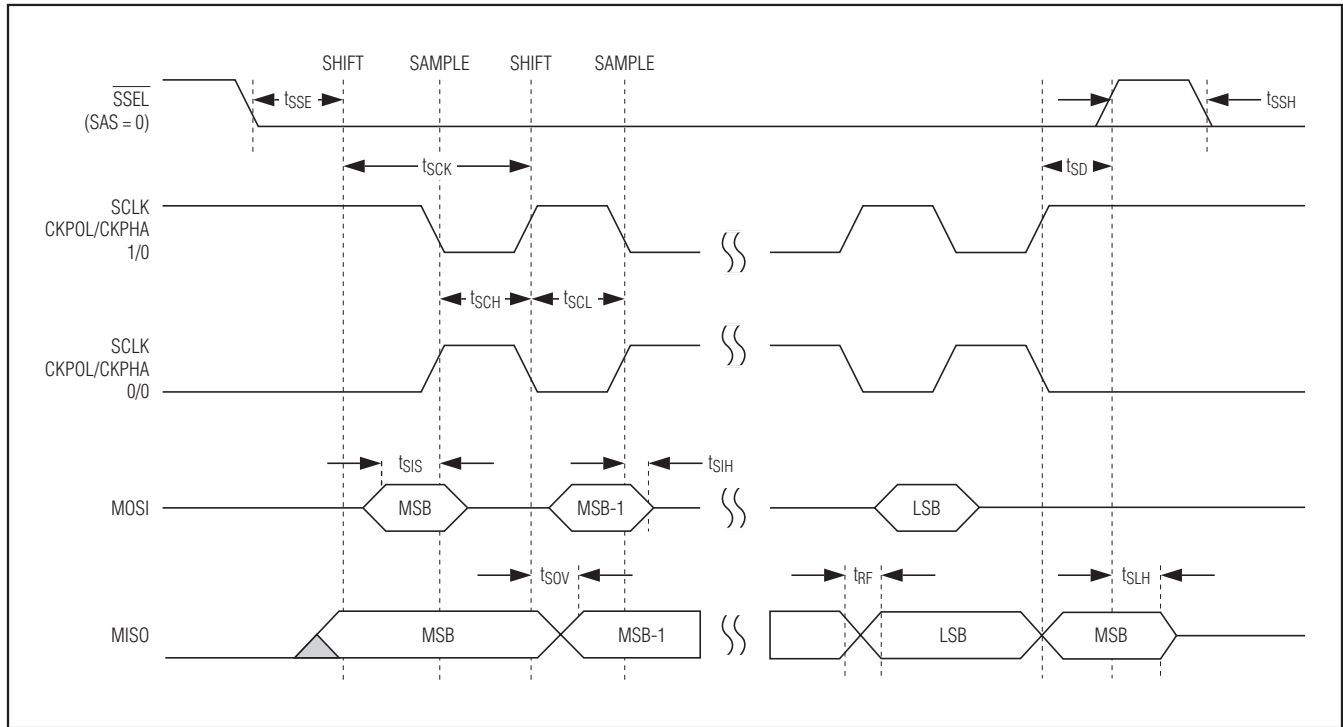 SHIFT SAMPLE SHIFT SAMPLE
SSEL
(SAS = 0)
tSSE
tSSH
tSCK
tSD
SCLK
CKPOL/CKPHA
1/0
tSCH
tSCL
SCLK
CKPOL/CKPHA
0/0
tSIS
tSIH
MOSI
MSB
MSB-1
LSB
tSOV
tRF
tSLH
MISO
MSB
MSB-1
LSB
MSB